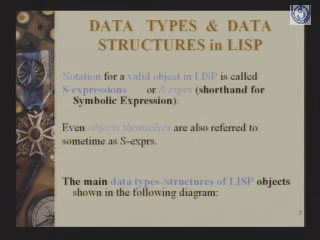 DATA TYPES & DATA
STRUCTURES in LISP
Notation for a valid object in LISP is called
S-expressions or S-exprs (shorthand for
Symbolic Expression).
Even objects themselves are also referred to
sometime as S-exprs.
The main data types /structures of LISP objects
shown in the following diagram: